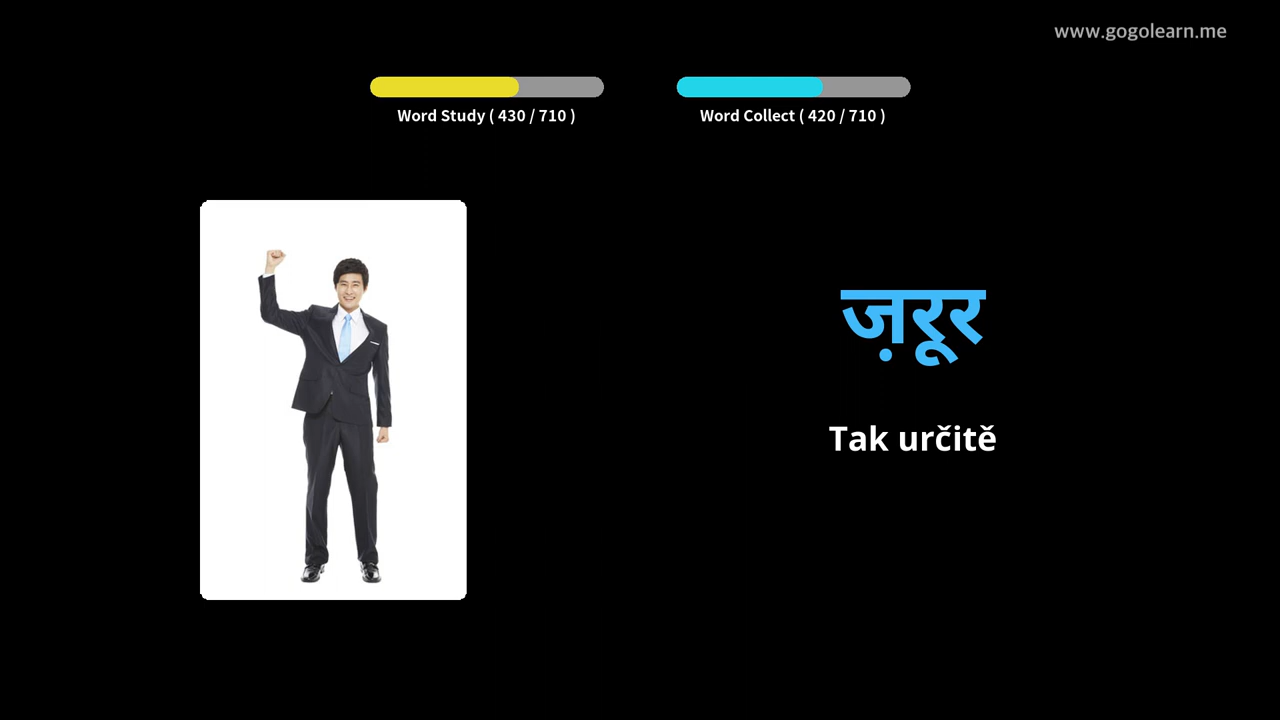 www.gogolearn.me
Word Study ( 430 / 710 )
Word Collect ( 420 / 710 )
ज़रूर
Tak určitě